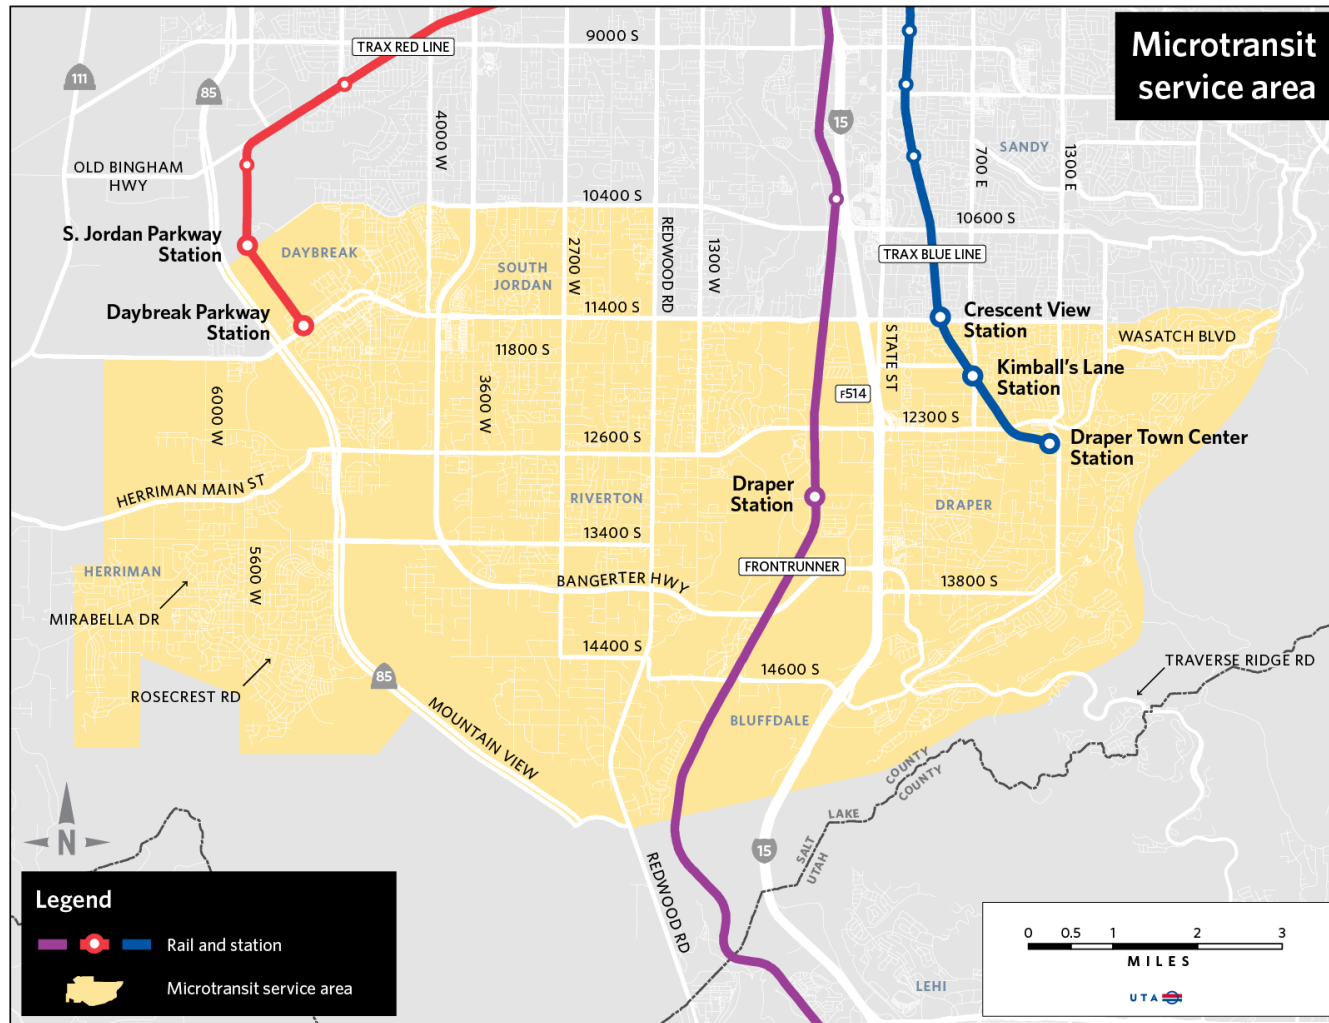 Microtransit
service area
9000 S
TRAX RED LINE
111
85
15
4000 W
OLD BINGHAM
HWY
SANDY
700 E
1300 E
10400 S
10600 S
S. Jordan Parkway
Station
DAYBREAK
SOUTH
JORDAN
2700 W
REDWOOD RD
1300 W
TRAX BLUE LINE
Daybreak Parkway
Station
11400 S
Crescent View
Station
WASATCH BLVD
11800 S
STATE ST
Kimball's Lane
Station
6000 W
3600 W
F514
12300 S
12600 S
Draper Town Center
Station
HERRIMAN MAIN ST
RIVERTON
Draper
Station
DRAPER
13400 S
5600 W
HERRIMAN
FRONTRUNNER
BANGERTER HWY
13800 S
MIRABELLA DR
14400 S
14600 S
TRAVERSE RIDGE RD
ROSECREST RD
85
MOUNTAIN VIEW
BLUFFDALE
COUNTY
COUNTY
LAKE
SALT
UTAH
N
15
REDWOOD RD
LEHI
Legend
Rail and station
Microtransit service area
0 0.5 1 2 3
MILES
UTA